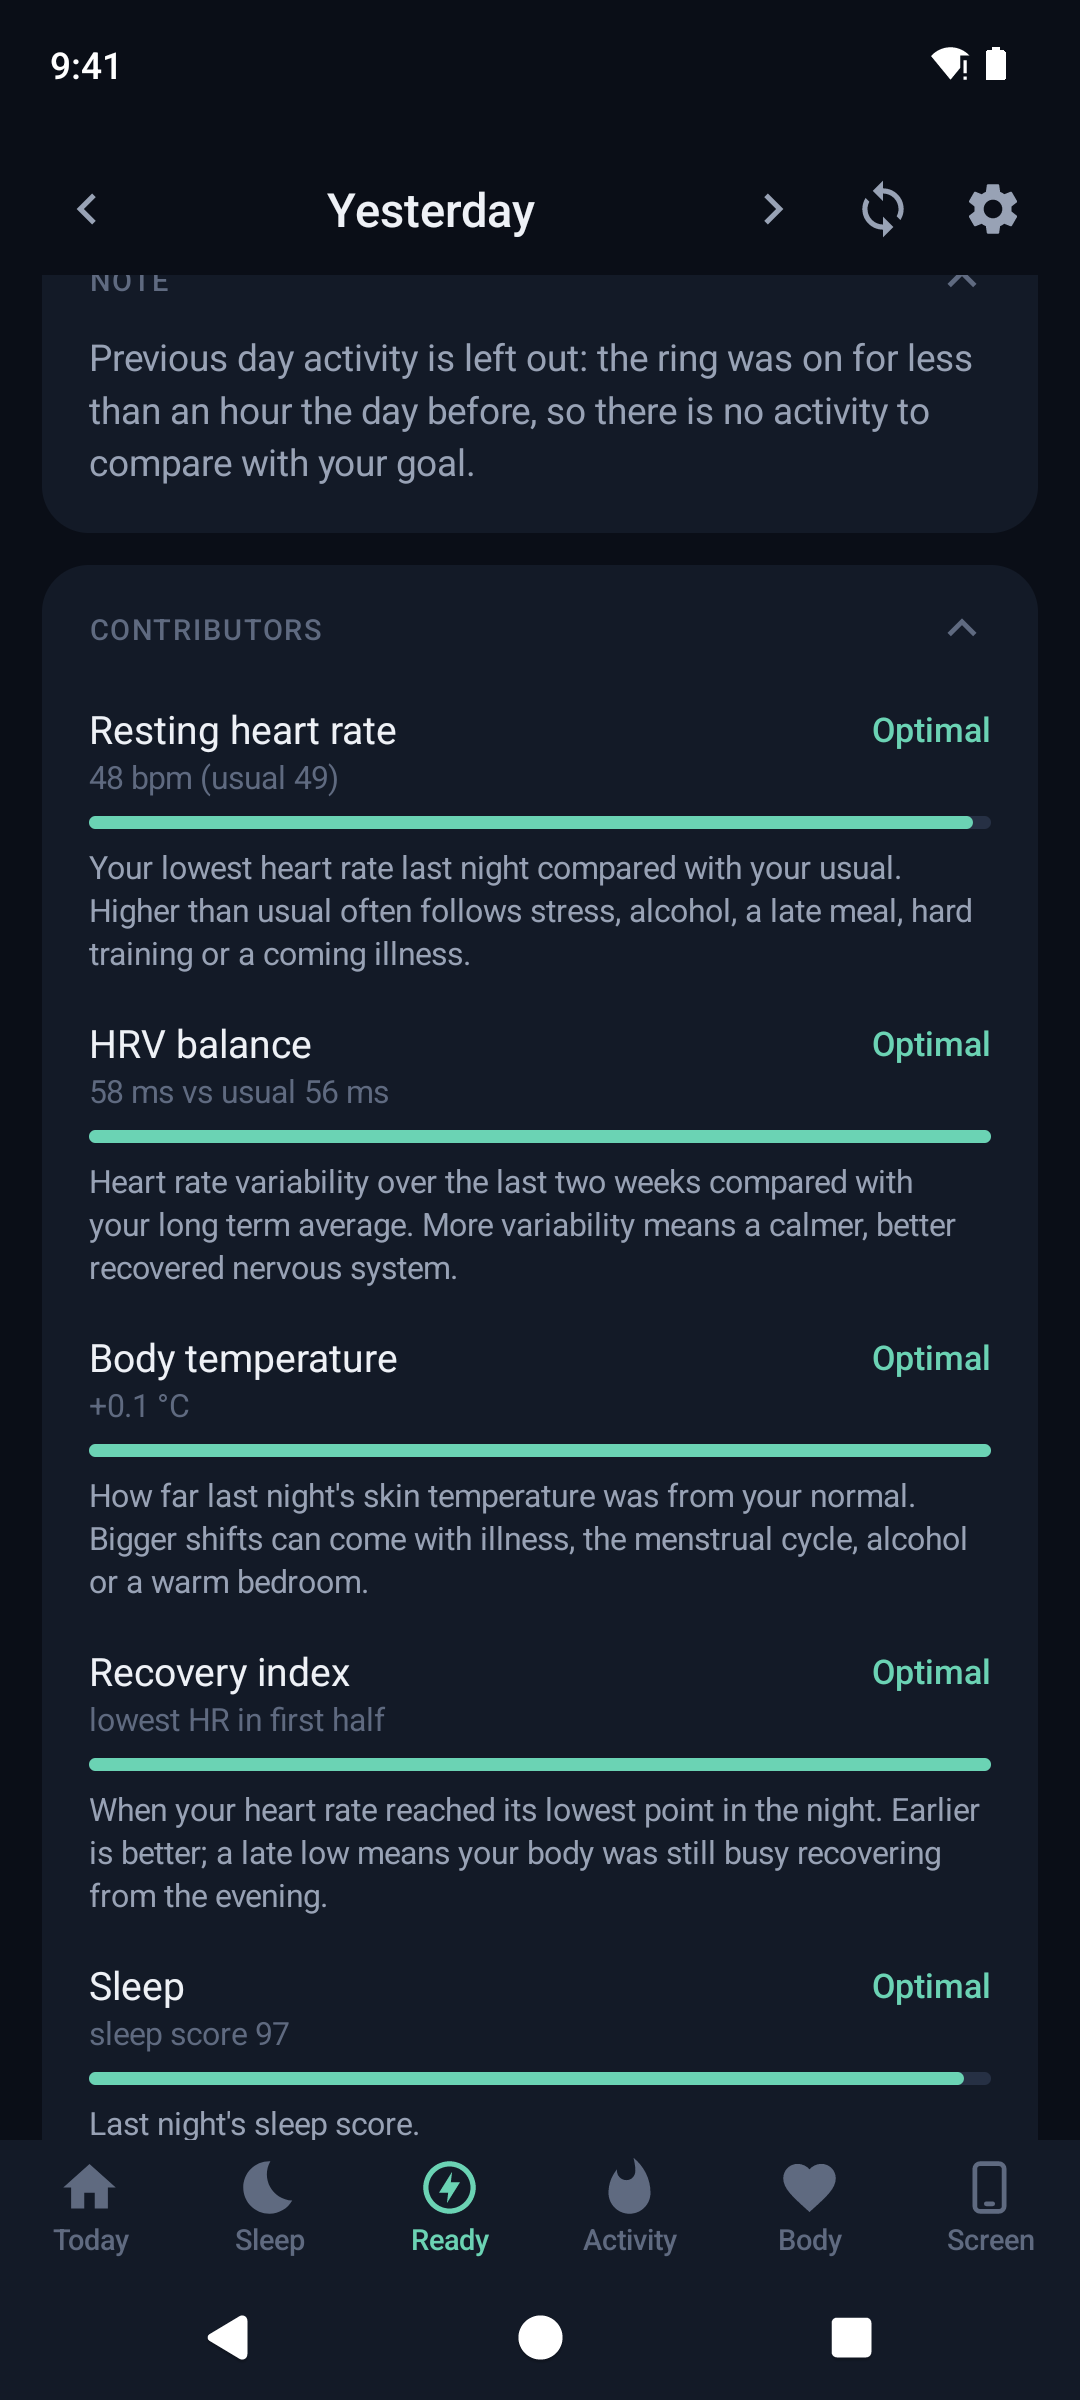 9:41
Yesterday
NOTE
Previous day activity is left out: the ring was on for less
than an hour the day before, so there is no activity to
compare with your goal.
CONTRIBUTORS
Resting heart rate
Optimal
48 bpm (usual 49)
Your lowest heart rate last night compared with your usual.
Higher than usual often follows stress, alcohol, a late meal, hard
training or a coming illness.
HRV balance
Optimal
58 ms vs usual 56 ms
Heart rate variability over the last two weeks compared with
your long term average. More variability means a calmer, better
recovered nervous system.
Body temperature
Optimal
+0.1 °C
How far last night's skin temperature was from your normal.
Bigger shifts can come with illness, the menstrual cycle, alcohol
or a warm bedroom.
Recovery index
Optimal
lowest HR in first half
When your heart rate reached its lowest point in the night. Earlier
is better; a late low means your body was still busy recovering
from the evening.
Sleep
Optimal
sleep score 97
Last night's sleep score.
Today
Sleep
Ready
Activity
Body
Screen